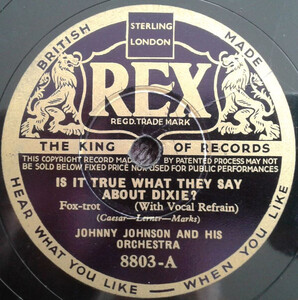 STERLING
LONDON
BRITISH MADE
REX
REGD. TRADE MARK
THE KING OF RECORDS
THIS COPYRIGHT RECORD MADE BY PATENTED PROCESS MAY NOT
BE SOLD BELOW FIXED PRICE NOR USED FOR PUBLIC PERFORMANCES
IS IT TRUE WHAT THEY SAY
ABOUT DIXIE?
Fox-trot (With Vocal Refrain)
(Caesar—Lerner—Marks)
JOHNNY JOHNSON AND HIS
ORCHESTRA
8803-A
HEAR WHAT YOU LIKE — WHEN YOU LIKE